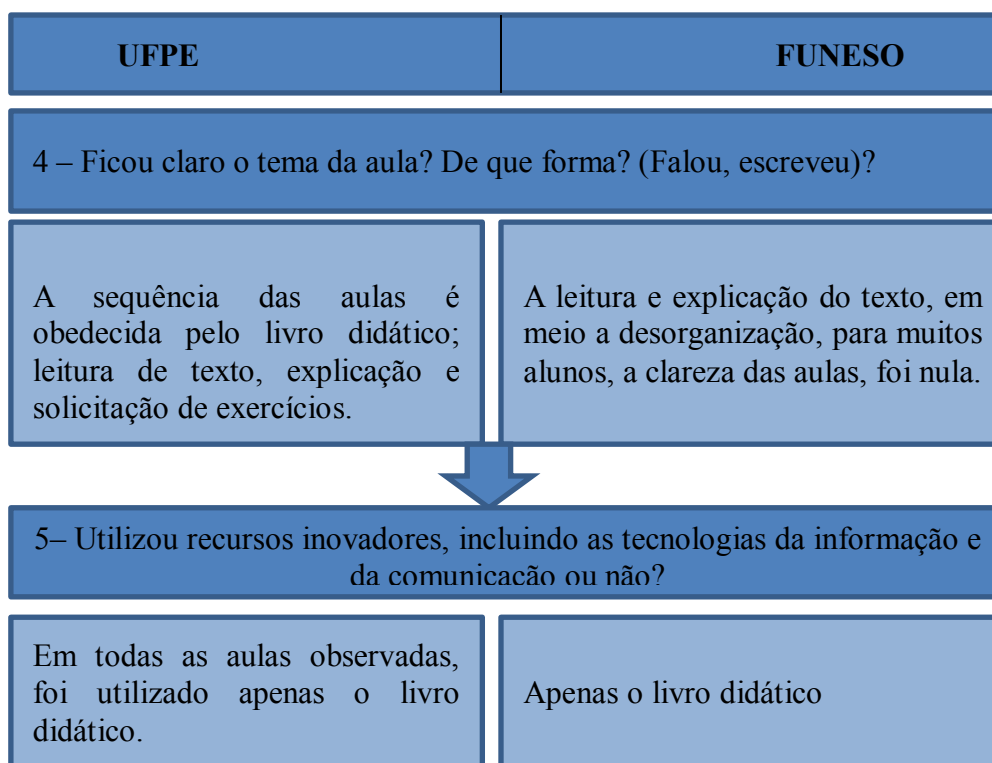 UFPE
FUNESO
4 – Ficou claro o tema da aula? De que forma? (Falou, escreveu)?
A sequência das aulas é
obedecida pelo livro didático;
leitura de texto, explicação e
solicitação de exercícios.
A leitura e explicação do texto, em
meio a desorganização, para muitos
alunos, a clareza das aulas, foi nula.
5– Utilizou recursos inovadores, incluindo as tecnologias da informação e
da comunicação ou não?
Em todas as aulas observadas,
foi utilizado apenas o livro
didático.
Apenas o livro didático